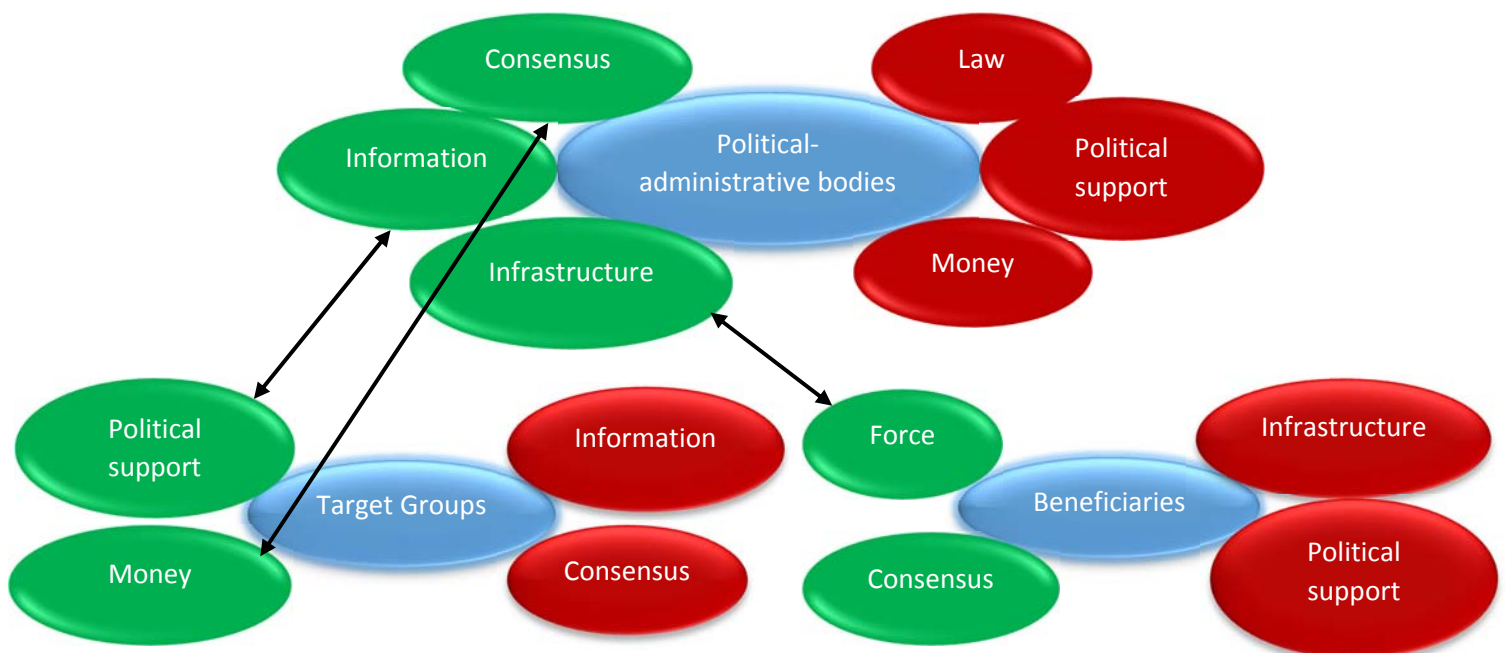 Consensus
Law
Information
Political-
administrative bodies
Political
support
Infrastructure
Money
Political
support
Information
Force
Infrastructure
Target Groups
Beneficiaries
Money
Consensus
Consensus
Political
support